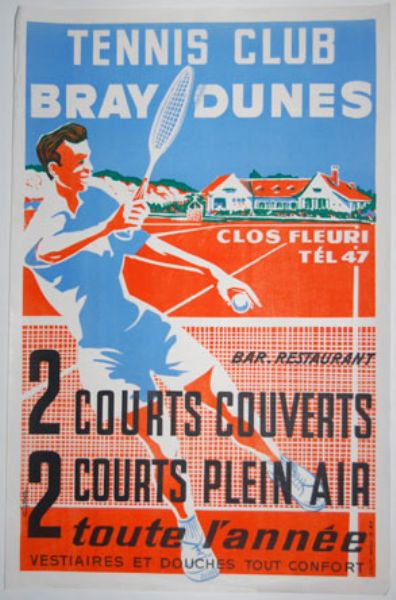 TENNIS CLUB
BRAY DUNES
CLOS FLEURI
TÉL 47
BAR. RESTAURANT
2 COURTS COUVERTS
2 COURTS PLEIN AIR
toute l'année
VESTIAIRES ET DOUCHES TOUT CONFORT